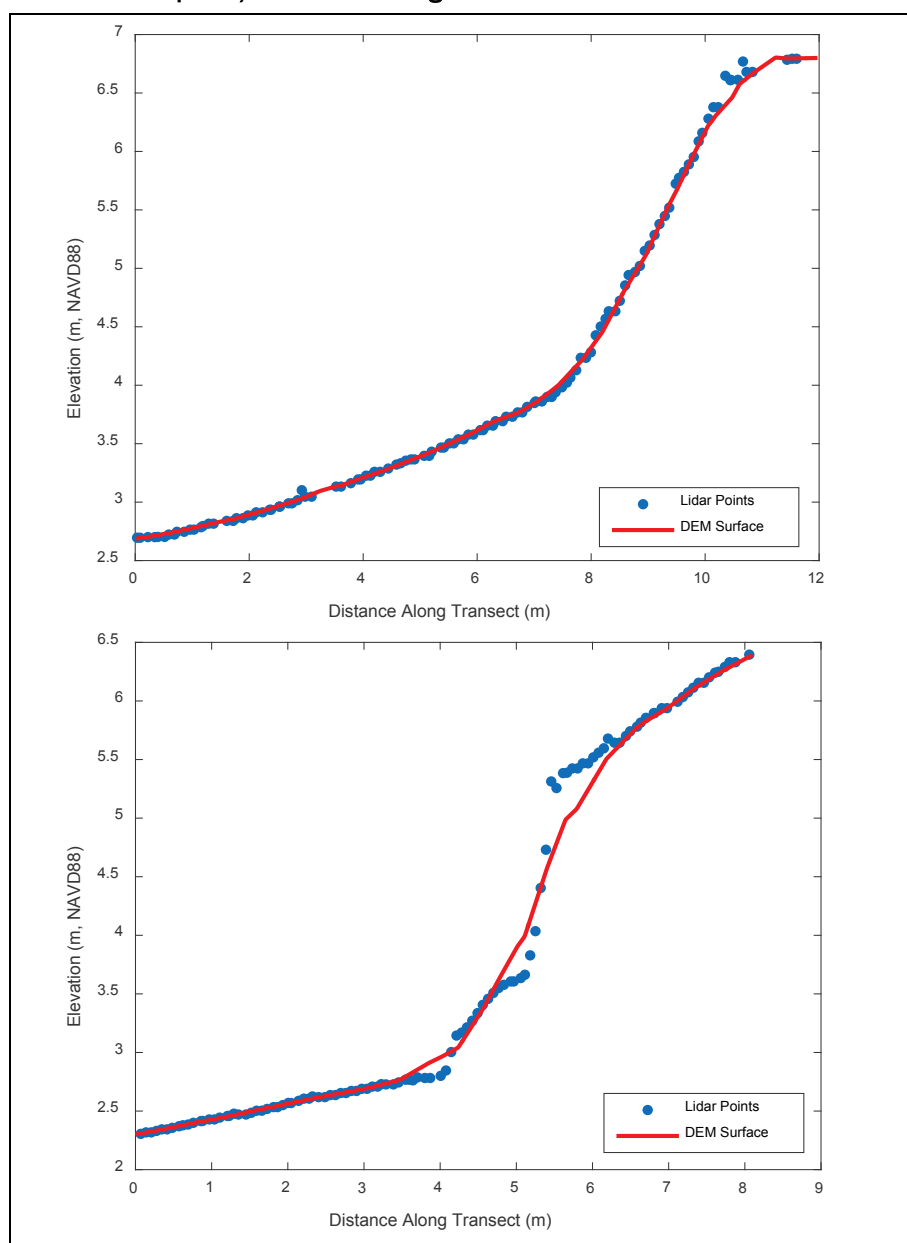 7
6.5
6
5.5
5
4.5
4
3.5
3
2.5
Elevation (m, NAVD88)
0 2 4 6 8 10 12
Distance Along Transect (m)
Lidar Points
DEM Surface
6.5
6
5.5
5
4.5
4
3.5
3
2.5
2
Elevation (m, NAVD88)
0 1 2 3 4 5 6 7 8 9
Distance Along Transect (m)
Lidar Points
DEM Surface